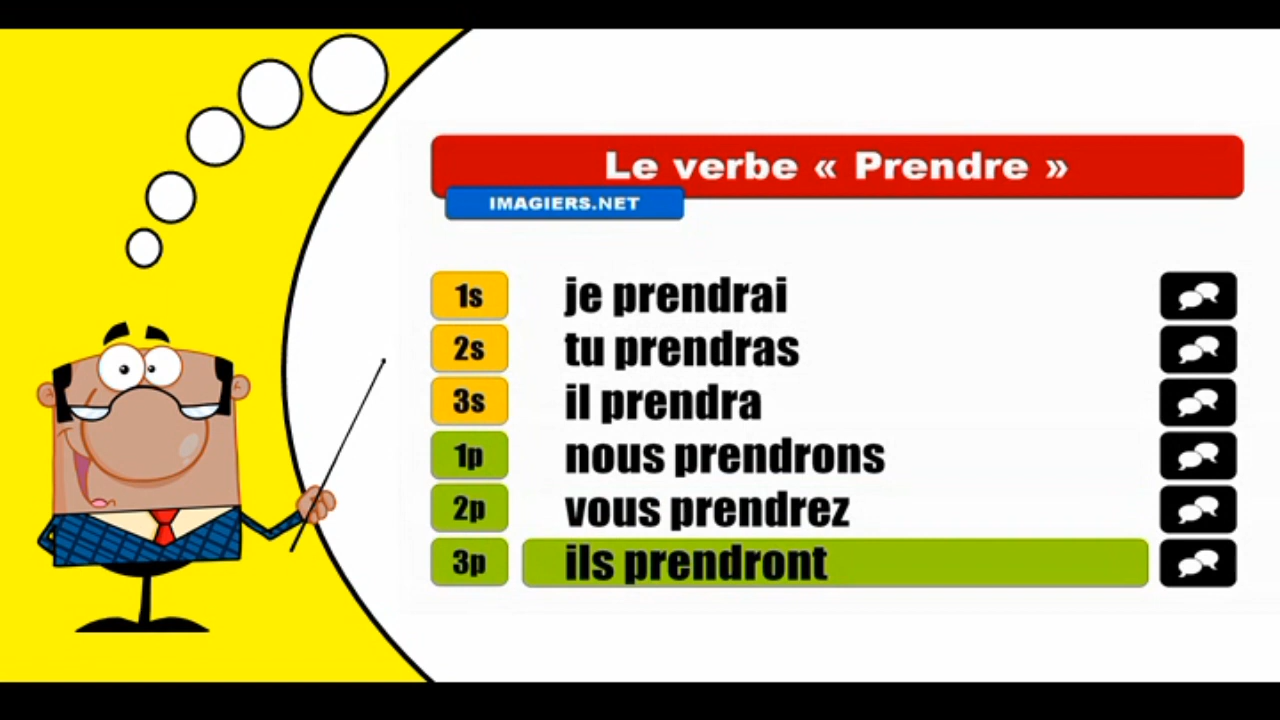 Le verbe « Prendre »
IMAGIERS.NET
1s je prendrai
2s tu prendras
3s il prendra
1p nous prendrons
2p vous prendrez
3p ils prendront